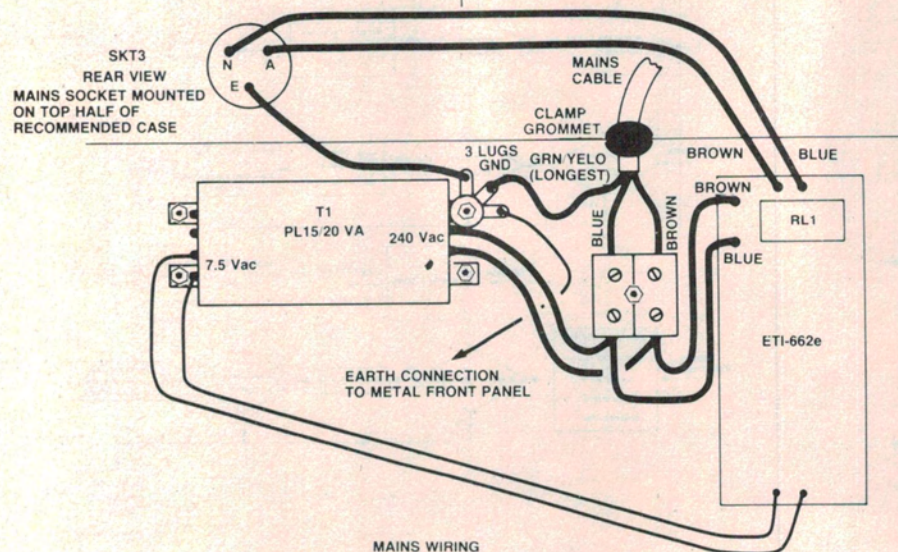 SKT3
REAR VIEW
MAINS SOCKET MOUNTED
ON TOP HALF OF
RECOMMENDED CASE
N
A
E
MAINS
CABLE
CLAMP
GROMMET
3 LUGS
GND
GRN/YELO
(LONGEST)
BROWN
BLUE
BROWN
BLUE
RL1
BLUE
BROWN
T1
PL15/20 VA
240 Vac
7.5 Vac
ETI-662e
EARTH CONNECTION
TO METAL FRONT PANEL
MAINS WIRING